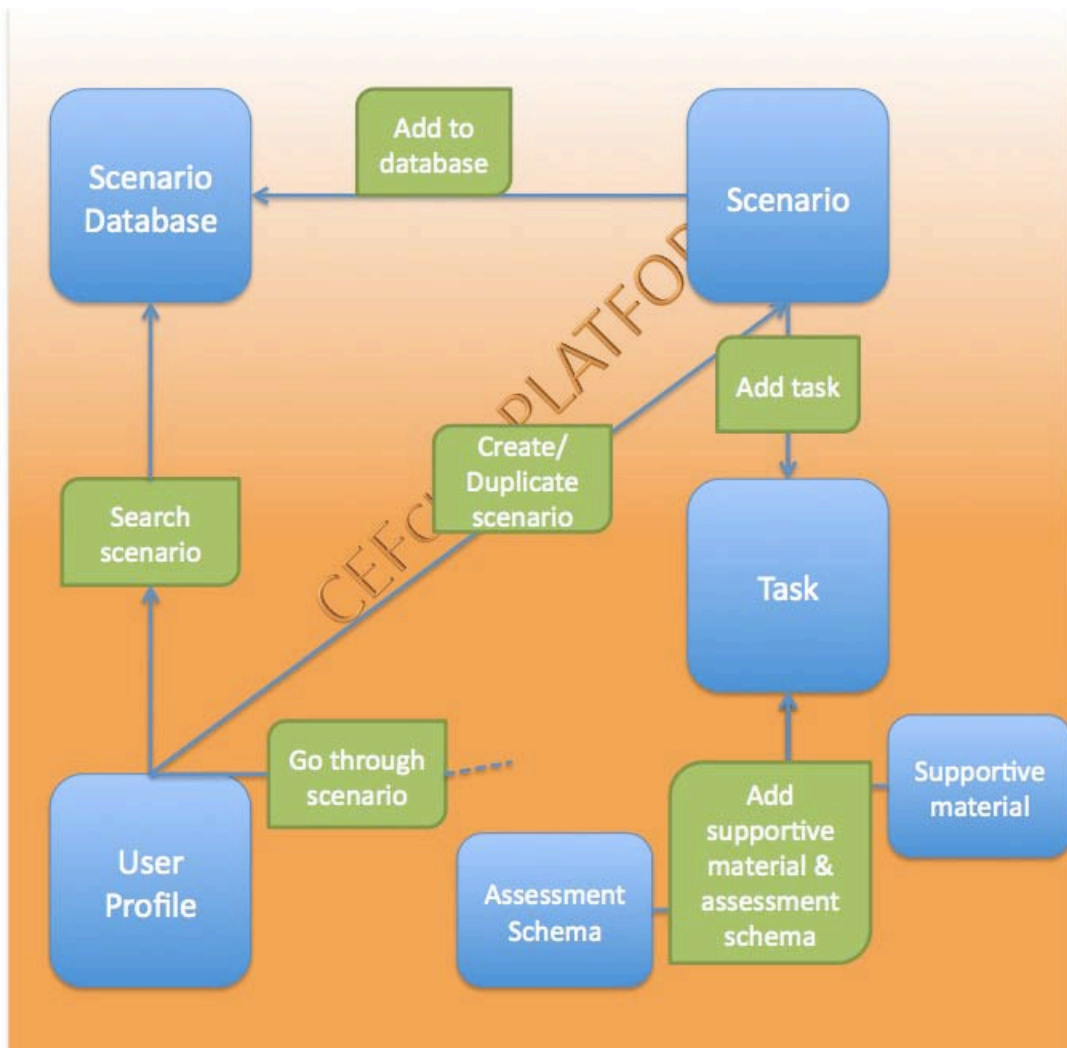 Add to
database
Scenario
Database
Scenario
Add task
Create/
Duplicate
scenario
Search
scenario
Task
Go through
scenario
Supportive
material
User
Profile
Add
supportive
material &
assessment
schema
Assessment
Schema